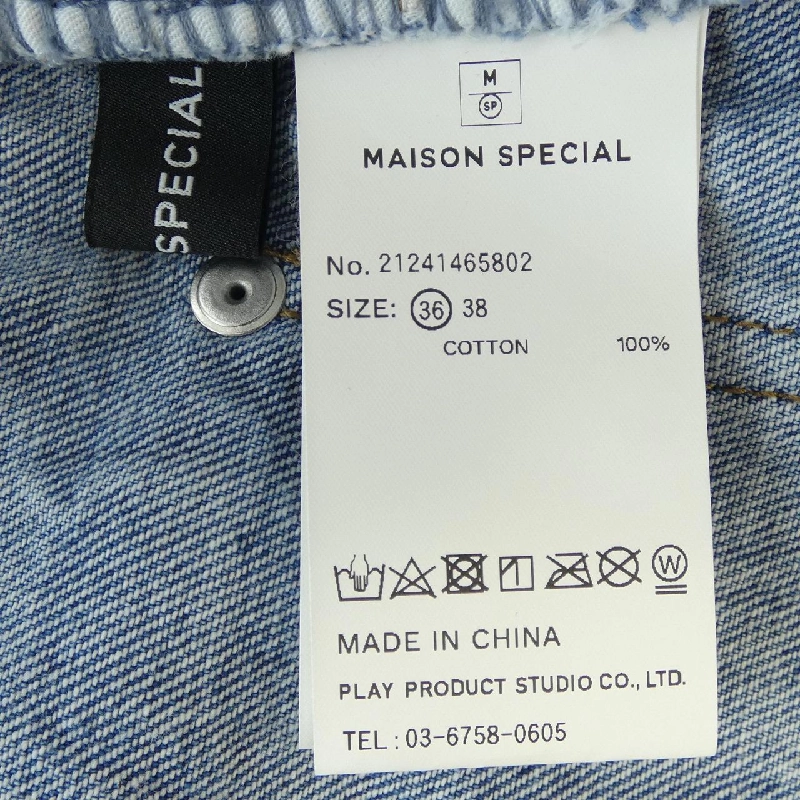 SPECIAL
M
SP
MAISON SPECIAL
No. 21241465802
SIZE: 36 38
COTTON 100%
W
MADE IN CHINA
PLAY PRODUCT STUDIO CO., LTD.
TEL : 03-6758-0605